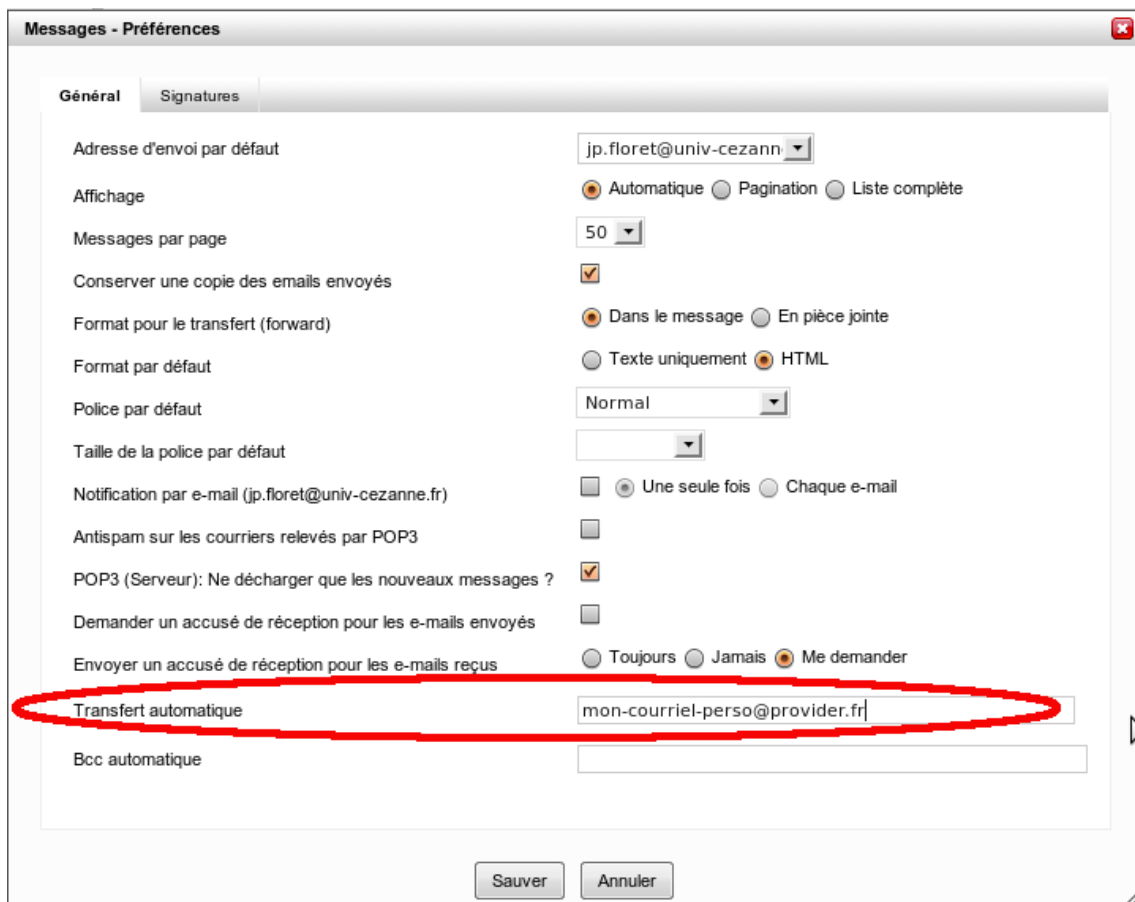 Messages - Préférences
Général Signatures
Adresse d'envoi par défaut jp.floret@univ-cezann
Affichage Automatique Pagination Liste complète
Messages par page 50
Conserver une copie des emails envoyés
Format pour le transfert (forward) Dans le message En pièce jointe
Format par défaut Texte uniquement HTML
Police par défaut Normal
Taille de la police par défaut
Notification par e-mail (jp.floret@univ-cezanne.fr) Une seule fois Chaque e-mail
Antispam sur les courriers relevés par POP3
POP3 (Serveur): Ne décharger que les nouveaux messages ?
Demander un accusé de réception pour les e-mails envoyés
Envoyer un accusé de réception pour les e-mails reçus Toujours Jamais Me demander
Transfert automatique mon-courriel-perso@provider.fr
Bcc automatique
Sauver Annuler